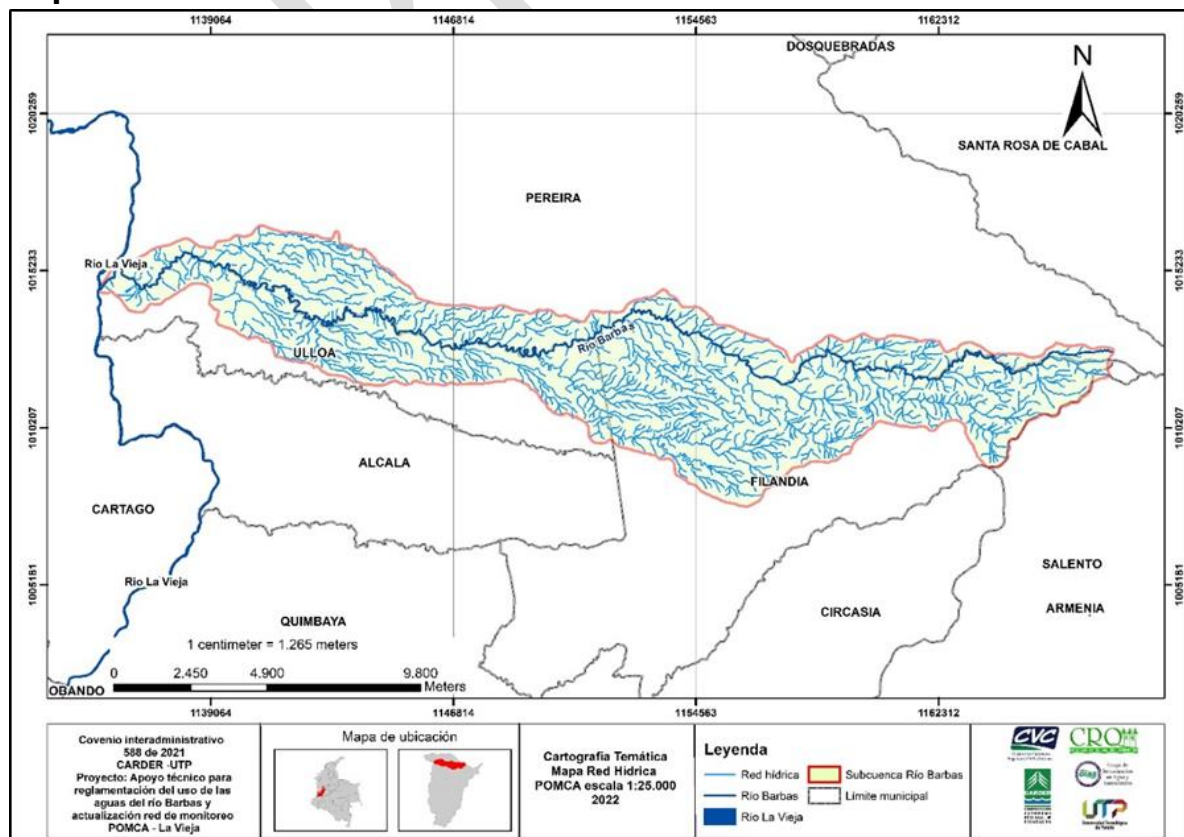 1139064 1146814 1154563 1162312
DOSQUEBRADAS
N
1020259 1020259
SANTA ROSA DE CABAL
PEREIRA
Río La Vieja
1015233 1015233
Río Barbas
ULLOA
1010207 1010207
ALCALA
FILANDIA
CARTAGO
SALENTO
Río La Vieja
1005181 1005181
CIRCASIA
ARMENIA
QUIMBAYA
1 centimeter = 1.265 meters
0 2.450 4.900 9.800
Meters
OBANDO
1139064 1146814 1154563 1162312
Covenio interadministrativo
588 de 2021
CARDER -UTP
Proyecto: Apoyo técnico para
reglamentación del uso de las
aguas del río Barbas y
actualización red de monitoreo
POMCA - La Vieja
Mapa de ubicación
Cartografía Temática
Mapa Red Hídrica
POMCA escala 1:25.000
2022
Leyenda
Red hídrica
Río Barbas
Río La Vieja
Subcuenca Río Barbas
Límite municipal
CVC
CRQ
UTP